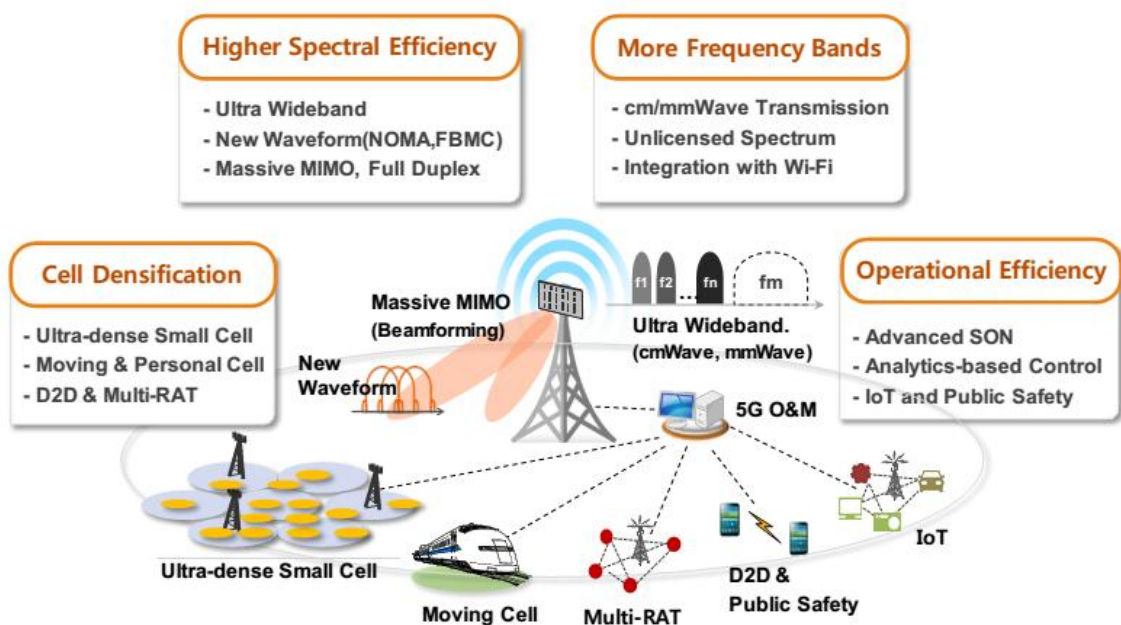 Higher Spectral Efficiency
- Ultra Wideband
- New Waveform(NOMA,FBMC)
- Massive MIMO, Full Duplex
More Frequency Bands
- cm/mmWave Transmission
- Unlicensed Spectrum
- Integration with Wi-Fi
Cell Densification
- Ultra-dense Small Cell
- Moving & Personal Cell
- D2D & Multi-RAT
Operational Efficiency
- Advanced SON
- Analytics-based Control
- IoT and Public Safety
Massive MIMO
(Beamforming)
f1 f2 fn fm
Ultra Wideband.
(cmWave, mmWave)
New
Waveform
5G O&M
Ultra-dense Small Cell
Moving Cell
Multi-RAT
D2D &
Public Safety
IoT